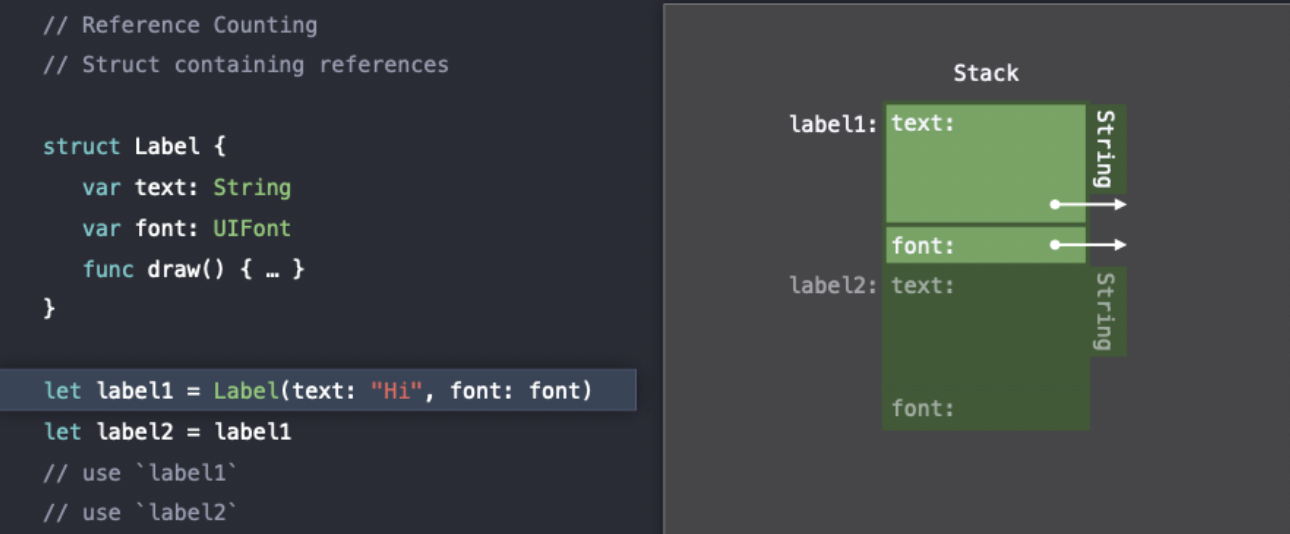 // Reference Counting
// Struct containing references
struct Label {
var text: String
var font: UIFont
func draw() { … }
}
let label1 = Label(text: "Hi", font: font)
let label2 = label1
// use `label1`
// use `label2`
Stack
label1: text: String
font:
label2: text: String
font: